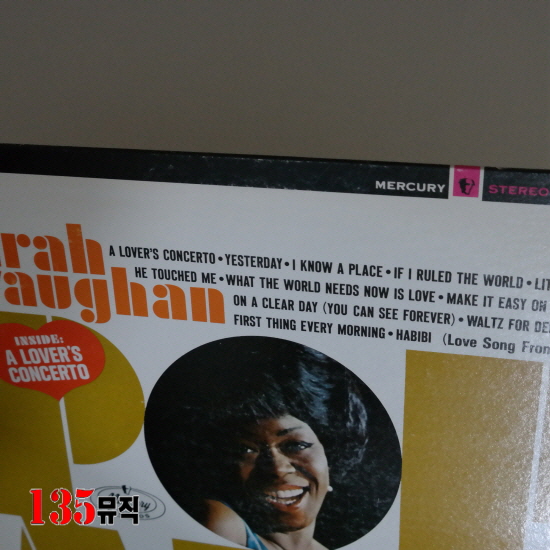 MERCURY STEREO
rah
A LOVER'S CONCERTO • YESTERDAY • I KNOW A PLACE • IF I RULED THE WORLD • LIT
aughan
HE TOUCHED ME • WHAT THE WORLD NEEDS NOW IS LOVE • MAKE IT EASY ON
ON A CLEAR DAY (YOU CAN SEE FOREVER) • WALTZ FOR DE
FIRST THING EVERY MORNING • HABIBI (Love Song From
INSIDE:
A LOVER'S
CONCERTO
135뮤직